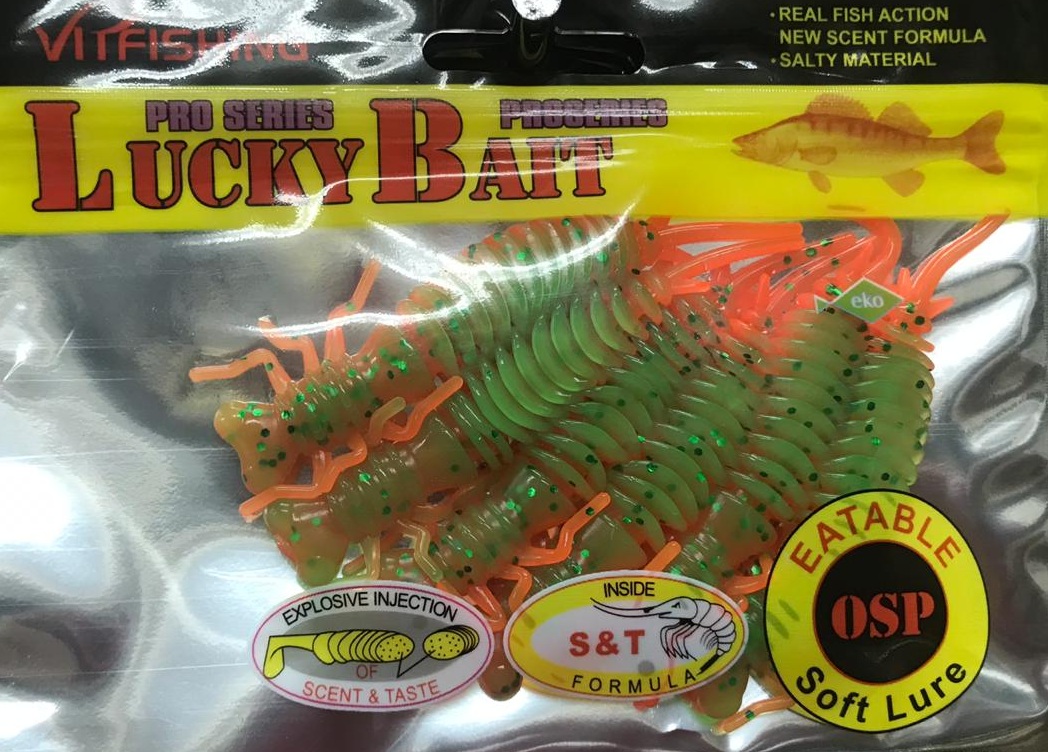 VITFISHING
• REAL FISH ACTION
NEW SCENT FORMULA
• SALTY MATERIAL
PRO SERIES
PROSERIES
LUCKY BAIT
eko
EXPLOSIVE INJECTION
OF
SCENT & TASTE
INSIDE
S & T
FORMULA
EATABLE
OSP
Soft Lure